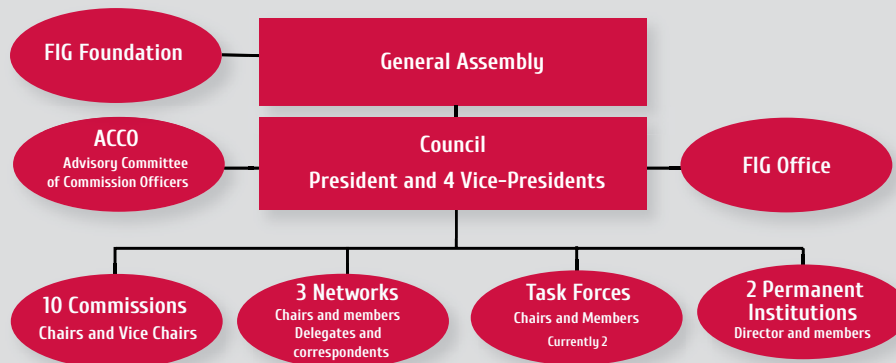 FIG Foundation
General Assembly
ACCO
Advisory Committee
of Commission Officers
Council
President and 4 Vice-Presidents
FIG Office
10 Commissions
Chairs and Vice Chairs
3 Networks
Chairs and members
Delegates and
correspondents
Task Forces
Chairs and Members
Currently 2
2 Permanent
Institutions
Director and members